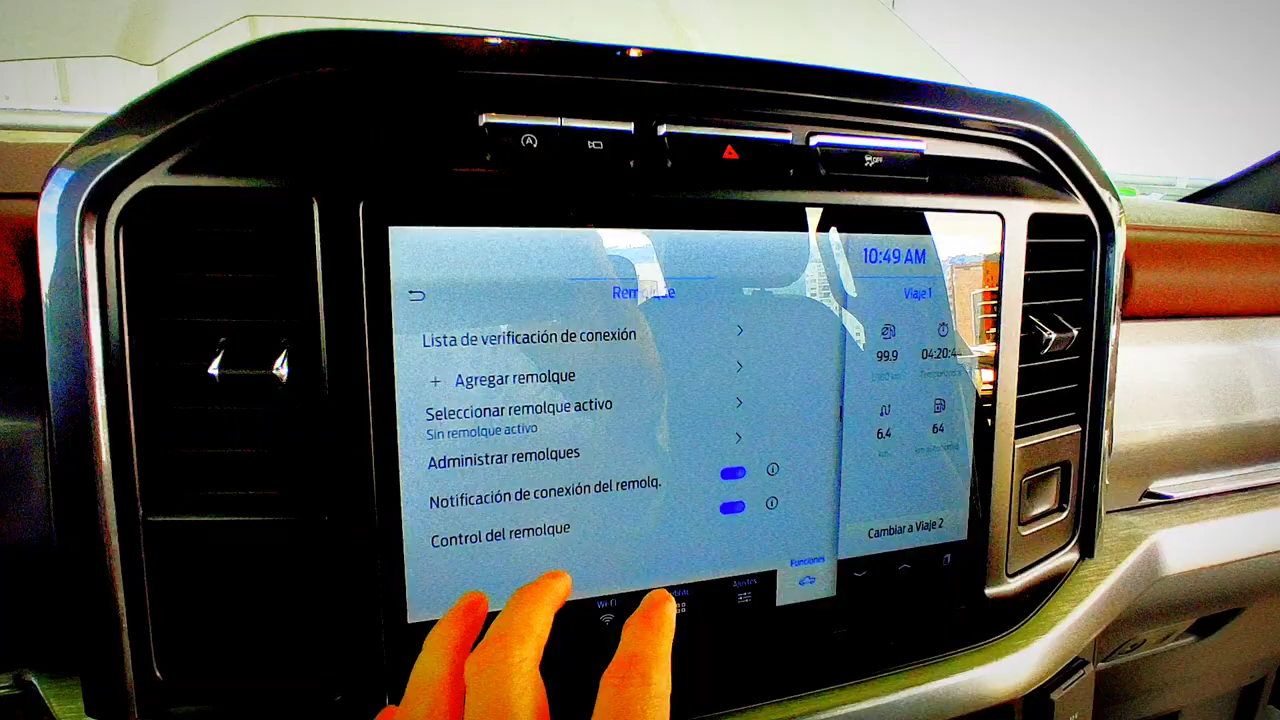 OFF
10:49 AM
Remolque
Viaje 1
Lista de verificación de conexión
+ Agregar remolque
Seleccionar remolque activo
Sin remolque activo
Administrar remolques
Notificación de conexión del remolq.
Control del remolque
99.9
04:20:4
6.4
64
Cambiar a Viaje 2
Wi-Fi
Ajustes
Funciones